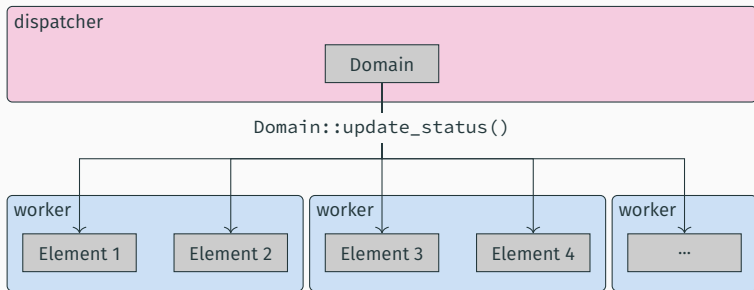 dispatcher
Domain
Domain::update_status()
worker
worker
worker
Element 1
Element 2
Element 3
Element 4
...